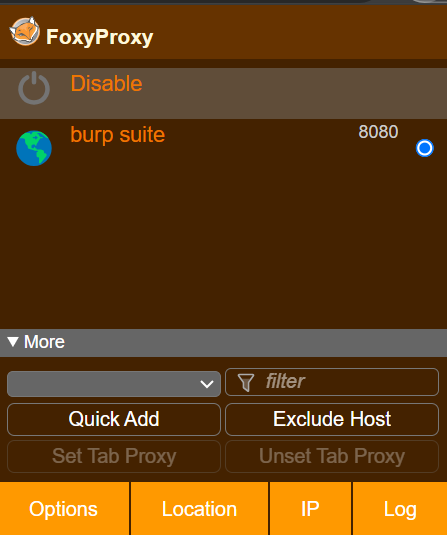 FoxyProxy
Disable
burp suite 8080
▼ More
filter
Quick Add Exclude Host
Set Tab Proxy Unset Tab Proxy
Options Location IP Log